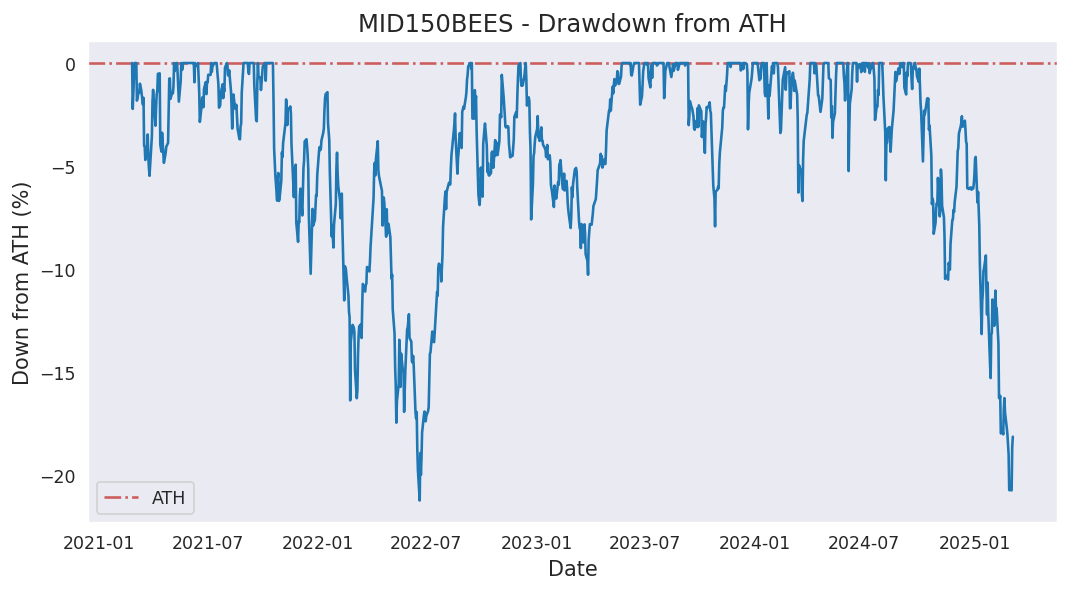 MID150BEES - Drawdown from ATH
Down from ATH (%)
0
−5
−10
−15
−20
ATH
2021-01 2021-07 2022-01 2022-07 2023-01 2023-07 2024-01 2024-07 2025-01
Date